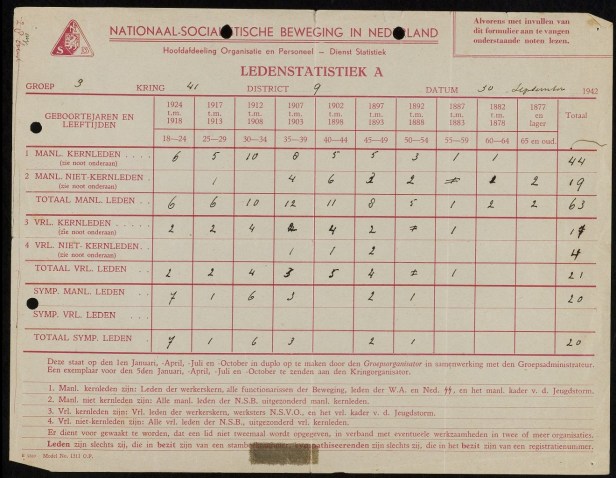 NATIONAAL-SOCIALISTISCHE BEWEGING IN NEDERLAND
Hoofdafdeeling Organisatie en Personeel – Dienst Statistiek
Alvorens met invullen van
dit formulier aan te vangen
onderstaande noten lezen.
LEDENSTATISTIEK A
GROEP 9 KRING 41 DISTRICT 9 DATUM 30 September 1942
GEBOORTEJAREN EN LEEFTIJDEN
1924 t.m. 1918 1917 t.m. 1913 1912 t.m. 1908 1907 t.m. 1903 1902 t.m. 1898 1897 t.m. 1893 1892 t.m. 1888 1887 t.m. 1883 1882 t.m. 1878 1877 en lager Totaal
18—24 25—29 30—34 35—39 40—44 45—49 50—54 55—59 60—64 65 en oud.
1 MANL. KERNLEDEN . . 6 5 10 8 5 5 3 1 1 44
(zie noot onderaan)
2 MANL. NIET-KERNLEDEN . 1 4 6 3 2 2 19
(zie noot onderaan)
TOTAAL MANL. LEDEN . . 6 6 10 12 11 8 5 1 2 2 63
3 VRL. KERNLEDEN . . . 2 2 4 2 4 2 1 17
(zie noot onderaan)
4 VRL. NIET- KERNLEDEN . . 1 1 2 4
(zie noot onderaan)
TOTAAL VRL. LEDEN . . 2 2 4 3 5 4 1 21
SYMP. MANL. LEDEN . . 7 1 6 3 2 1 20
SYMP. VRL. LEDEN . .
TOTAAL SYMP. LEDEN . . 7 1 6 3 2 1 20
Deze staat op den 1en Januari, -April, -Juli en -October in duplo op te maken door den Groepsorganisator in samenwerking met den Groepsadministrateur.
Een exemplaar voor den 5den Januari, -April, -Juli en -October te zenden aan den Kringorganisator.
1. Manl. kernleden zijn: Leden der werkerskern, alle functionarissen der Beweging, leden der W.A. en Ned. ᛋᛋ, en het manl. kader v. d. Jeugdstorm.
2. Manl. niet kernleden zijn: Alle manl. leden der N.S.B. uitgezonderd manl. kernleden.
3. Vrl. kernleden zijn: Vrl. leden der werkerskern, werksters N.S.V.O., en het vrl. kader v. d. Jeugdstorm.
4. Vrl. niet-kernleden zijn: Alle vrl. leden der N.S.B., uitgezonderd vrl. kernleden.
Er dient voor gewaakt te worden, dat een lid niet tweemaal wordt opgegeven, in verband met eventueele werkzaamheden in twee of meer organisaties.
Leden zijn slechts zij, die in bezit zijn van een zijn slechts zij, die in het bezit zijn van een registratienummer.
Model No. 1311 O.P.